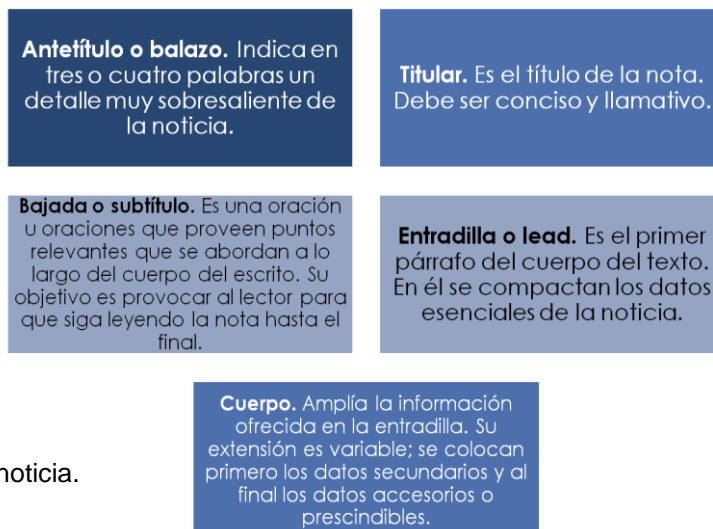 Antetítulo o balazo. Indica en
tres o cuatro palabras un
detalle muy sobresaliente de
la noticia.
Titular. Es el título de la nota.
Debe ser conciso y llamativo.
Bajada o subtítulo. Es una oración
u oraciones que proveen puntos
relevantes que se abordan a lo
largo del cuerpo del escrito. Su
objetivo es provocar al lector para
que siga leyendo la nota hasta el
final.
Entradilla o lead. Es el primer
párrafo del cuerpo del texto.
En él se compactan los datos
esenciales de la noticia.
Cuerpo. Amplía la información
ofrecida en la entradilla. Su
extensión es variable; se colocan
primero los datos secundarios y al
final los datos accesorios o
prescindibles.
noticia.